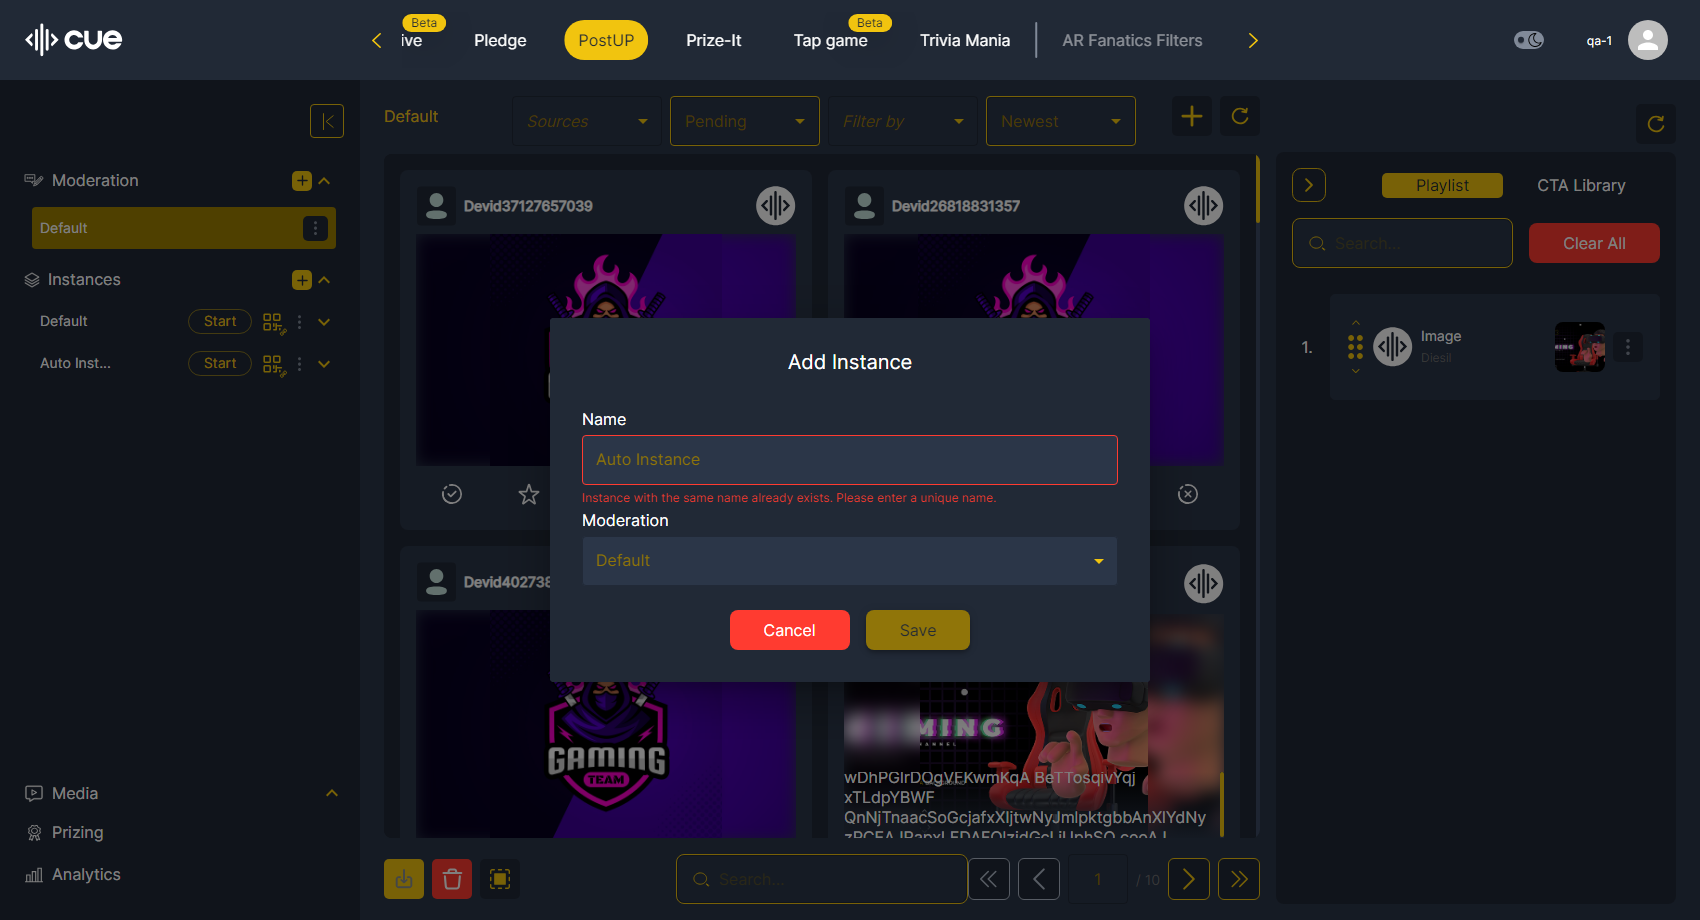 cue
Beta
Beta
ive
Pledge
PostUP
Prize-It
Tap game
Trivia Mania
AR Fanatics Filters
qa-1
Default
Sources
Pending
Filter by
Newest
Moderation
Default
Instances
Default
Start
Auto Inst...
Start
Media
Prizing
Analytics
Devid37127657039
Devid26818831357
Devid402738
GAMING
TEAM
MING
wDhPGIrDOgVFKwmKqA BeTTosqivYqj
xTLdpYBWF
QnNjTnaacSoGcjafxXIjtwNyJmlpktgbbAnXlYdNy
Add Instance
Name
Auto Instance
Instance with the same name already exists. Please enter a unique name.
Moderation
Default
Cancel
Save
Playlist
CTA Library
Search...
Clear All
1.
Image
Diesil
Search...
1
/ 10